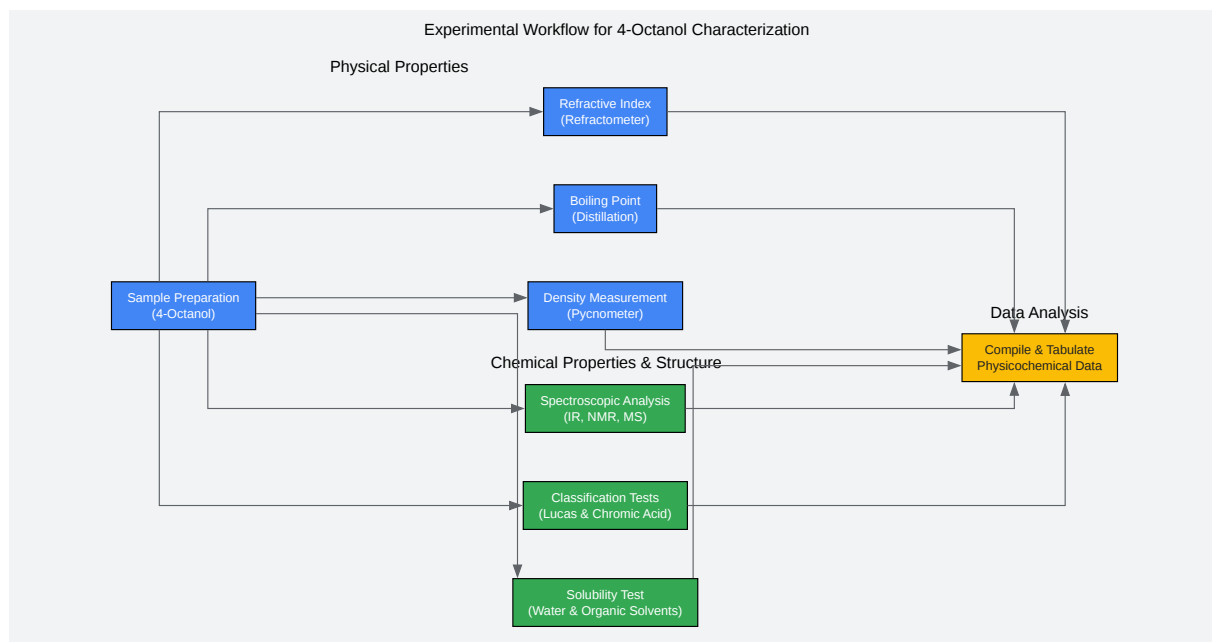 Experimental Workflow for 4-Octanol Characterization
Physical Properties
Refractive Index
(Refractometer)
Boiling Point
(Distillation)
Sample Preparation
(4-Octanol)
Density Measurement
(Pycnometer)
Data Analysis
Compile & Tabulate
Physicochemical Data
Chemical Properties & Structure
Spectroscopic Analysis
(IR, NMR, MS)
Classification Tests
(Lucas & Chromic Acid)
Solubility Test
(Water & Organic Solvents)